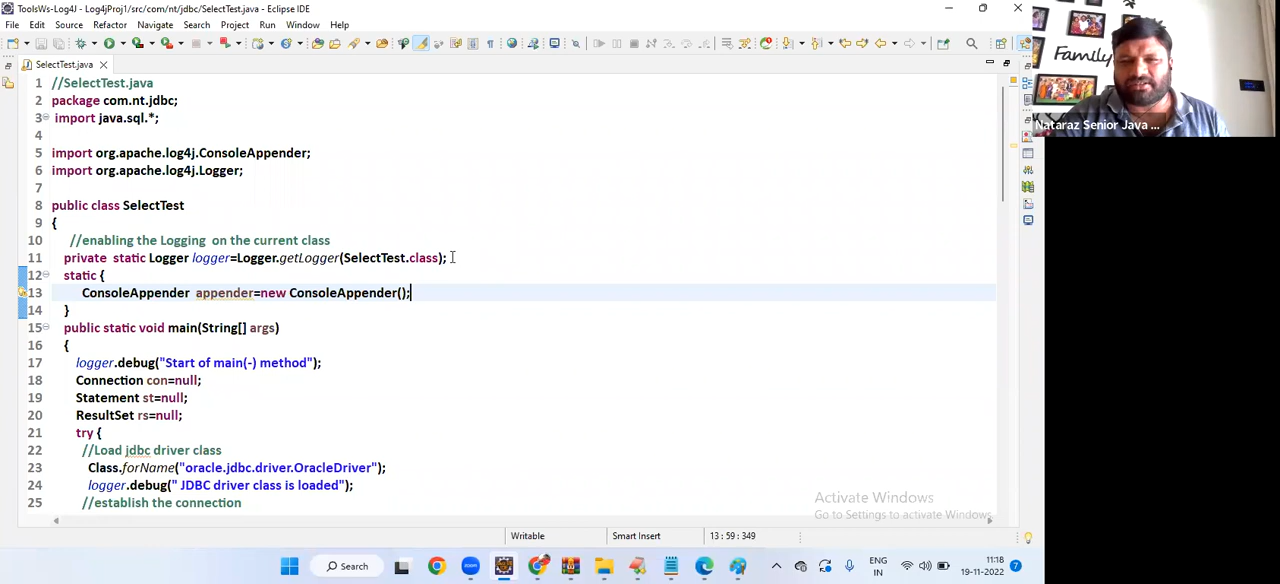 ToolsWs-Log4J - Log4jProj1/src/com/nt/jdbc/SelectTest.java - Eclipse IDE
File Edit Source Refactor Navigate Search Project Run Window Help
SelectTest.java
1 //SelectTest.java
2 package com.nt.jdbc;
3 import java.sql.*;
4
5 import org.apache.log4j.ConsoleAppender;
6 import org.apache.log4j.Logger;
7
8 public class SelectTest
9 {
10 //enabling the Logging on the current class
11 private static Logger logger=Logger.getLogger(SelectTest.class);
12 static {
13 ConsoleAppender appender=new ConsoleAppender();
14 }
15 public static void main(String[] args)
16 {
17 logger.debug("Start of main(-) method");
18 Connection con=null;
19 Statement st=null;
20 ResultSet rs=null;
21 try {
22 //Load jdbc driver class
23 Class.forName("oracle.jdbc.driver.OracleDriver");
24 logger.debug(" JDBC driver class is loaded");
25 //establish the connection
Family
Nataraz Senior Java ...
Activate Windows
Go to Settings to activate Windows.
Writable Smart Insert 13 : 59 : 349
Search
ENG
IN
11:18
19-11-2022
7